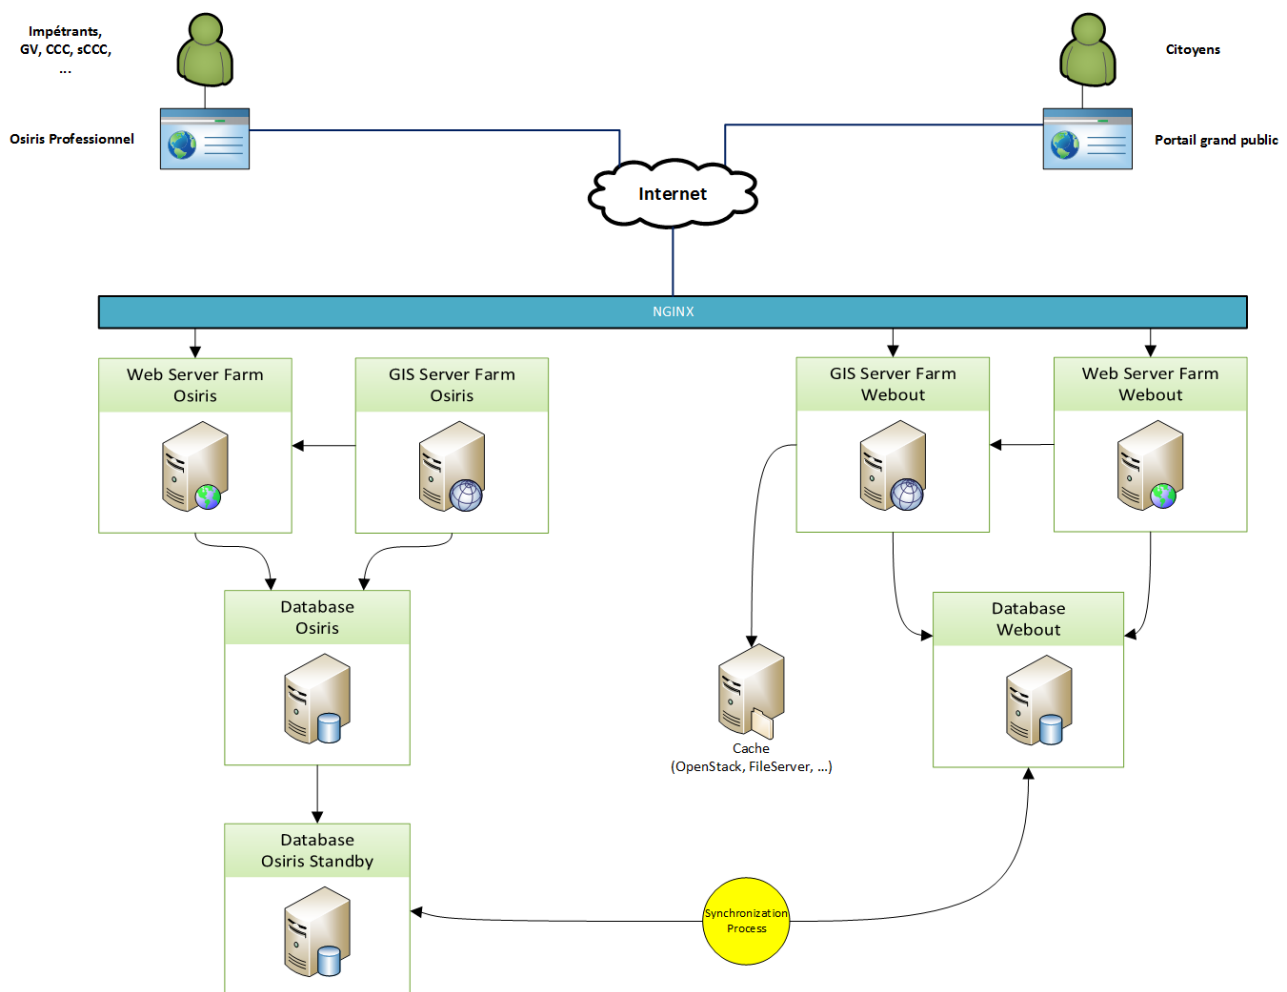 Impétrants,
GV, CCC, sCCC,
...
Citoyens
Osiris Professionnel
Portail grand public
Internet
NGINX
Web Server Farm
Osiris
GIS Server Farm
Osiris
GIS Server Farm
Webout
Web Server Farm
Webout
Database
Osiris
Database
Webout
Cache
(OpenStack, FileServer, ...)
Database
Osiris Standby
Synchronization
Process